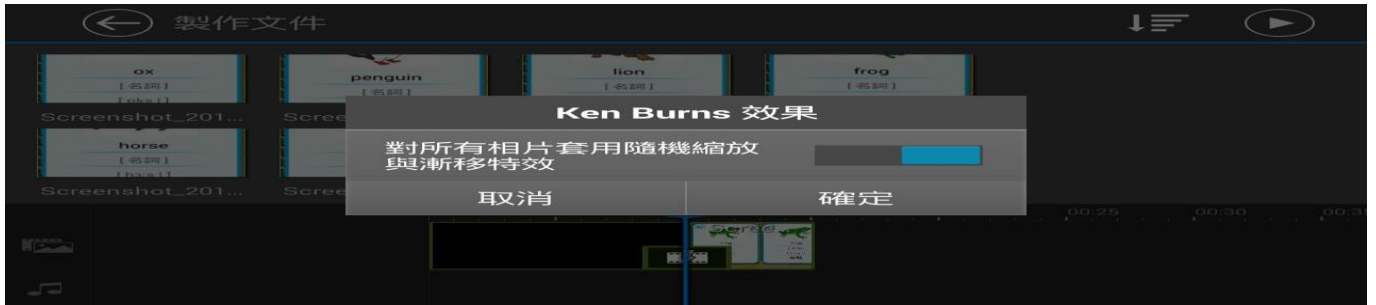 製作文件
ox
[名詞]
penguin
[名詞]
lion
[名詞]
frog
[名詞]
Screenshot_201...
Scree
Ken Burns 效果
對所有相片套用隨機縮放
與漸移特效
取消
確定
horse
[名詞]
Screenshot_201...
Scree
00:25
00:30